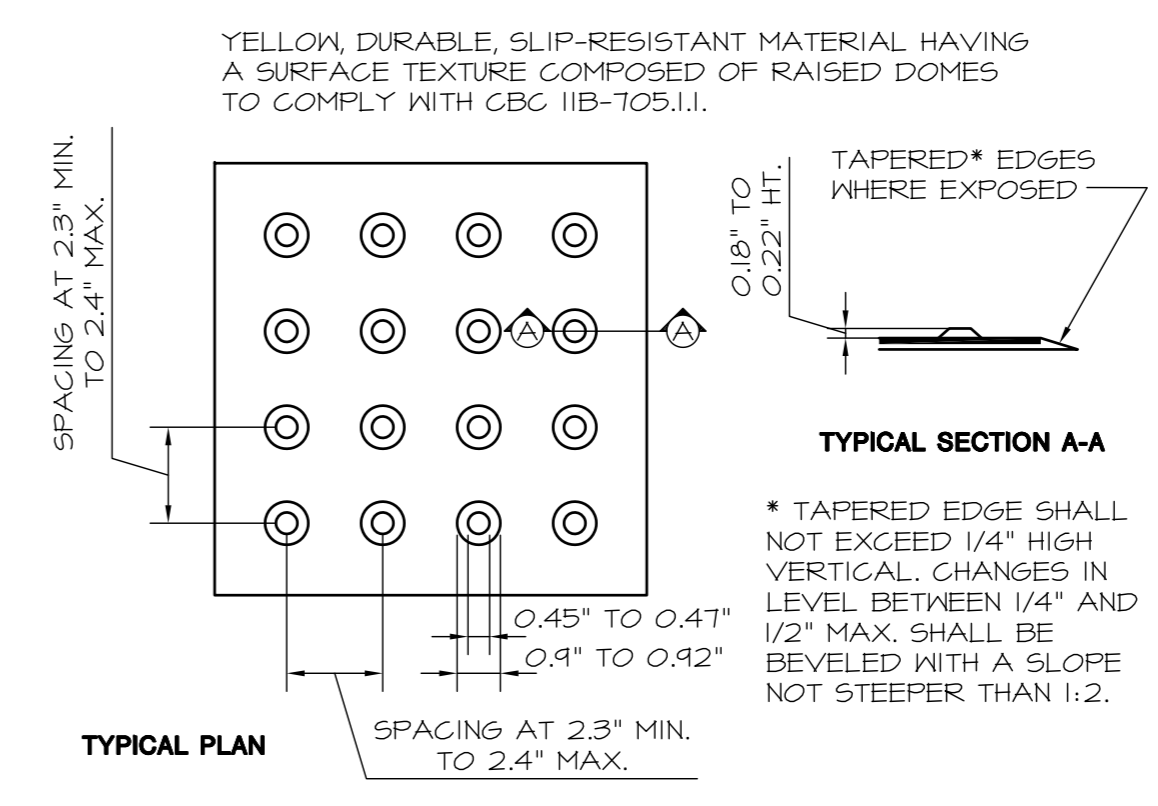 YELLOW, DURABLE, SLIP-RESISTANT MATERIAL HAVING
A SURFACE TEXTURE COMPOSED OF RAISED DOMES
TO COMPLY WITH CBC 11B-705.1.1.
SPACING AT 2.3" MIN.
TO 2.4" MAX.
A
A
0.18" TO
0.22" HT.
TAPERED* EDGES
WHERE EXPOSED
TYPICAL SECTION A-A
* TAPERED EDGE SHALL
NOT EXCEED 1/4" HIGH
VERTICAL. CHANGES IN
LEVEL BETWEEN 1/4" AND
1/2" MAX. SHALL BE
BEVELED WITH A SLOPE
NOT STEEPER THAN 1:2.
0.45" TO 0.47"
0.9" TO 0.92"
SPACING AT 2.3" MIN.
TO 2.4" MAX.
TYPICAL PLAN